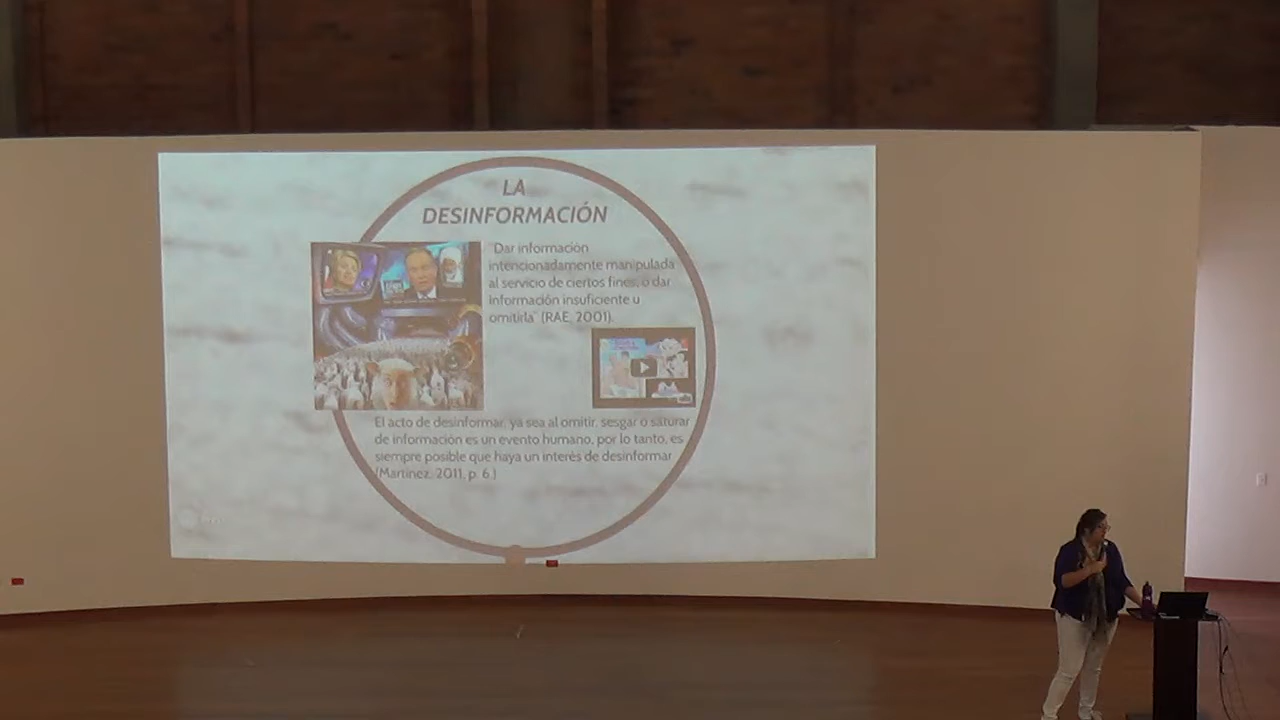 LA
DESINFORMACIÓN
"Dar información
intencionadamente manipulada
al servicio de ciertos fines, o dar
información insuficiente u
omitirla" (RAE, 2001).
El acto de desinformar, ya sea al omitir, sesgar o saturar
de información es un evento humano, por lo tanto, es
siempre posible que haya un interés de desinformar
(Martínez, 2011, p. 6.)